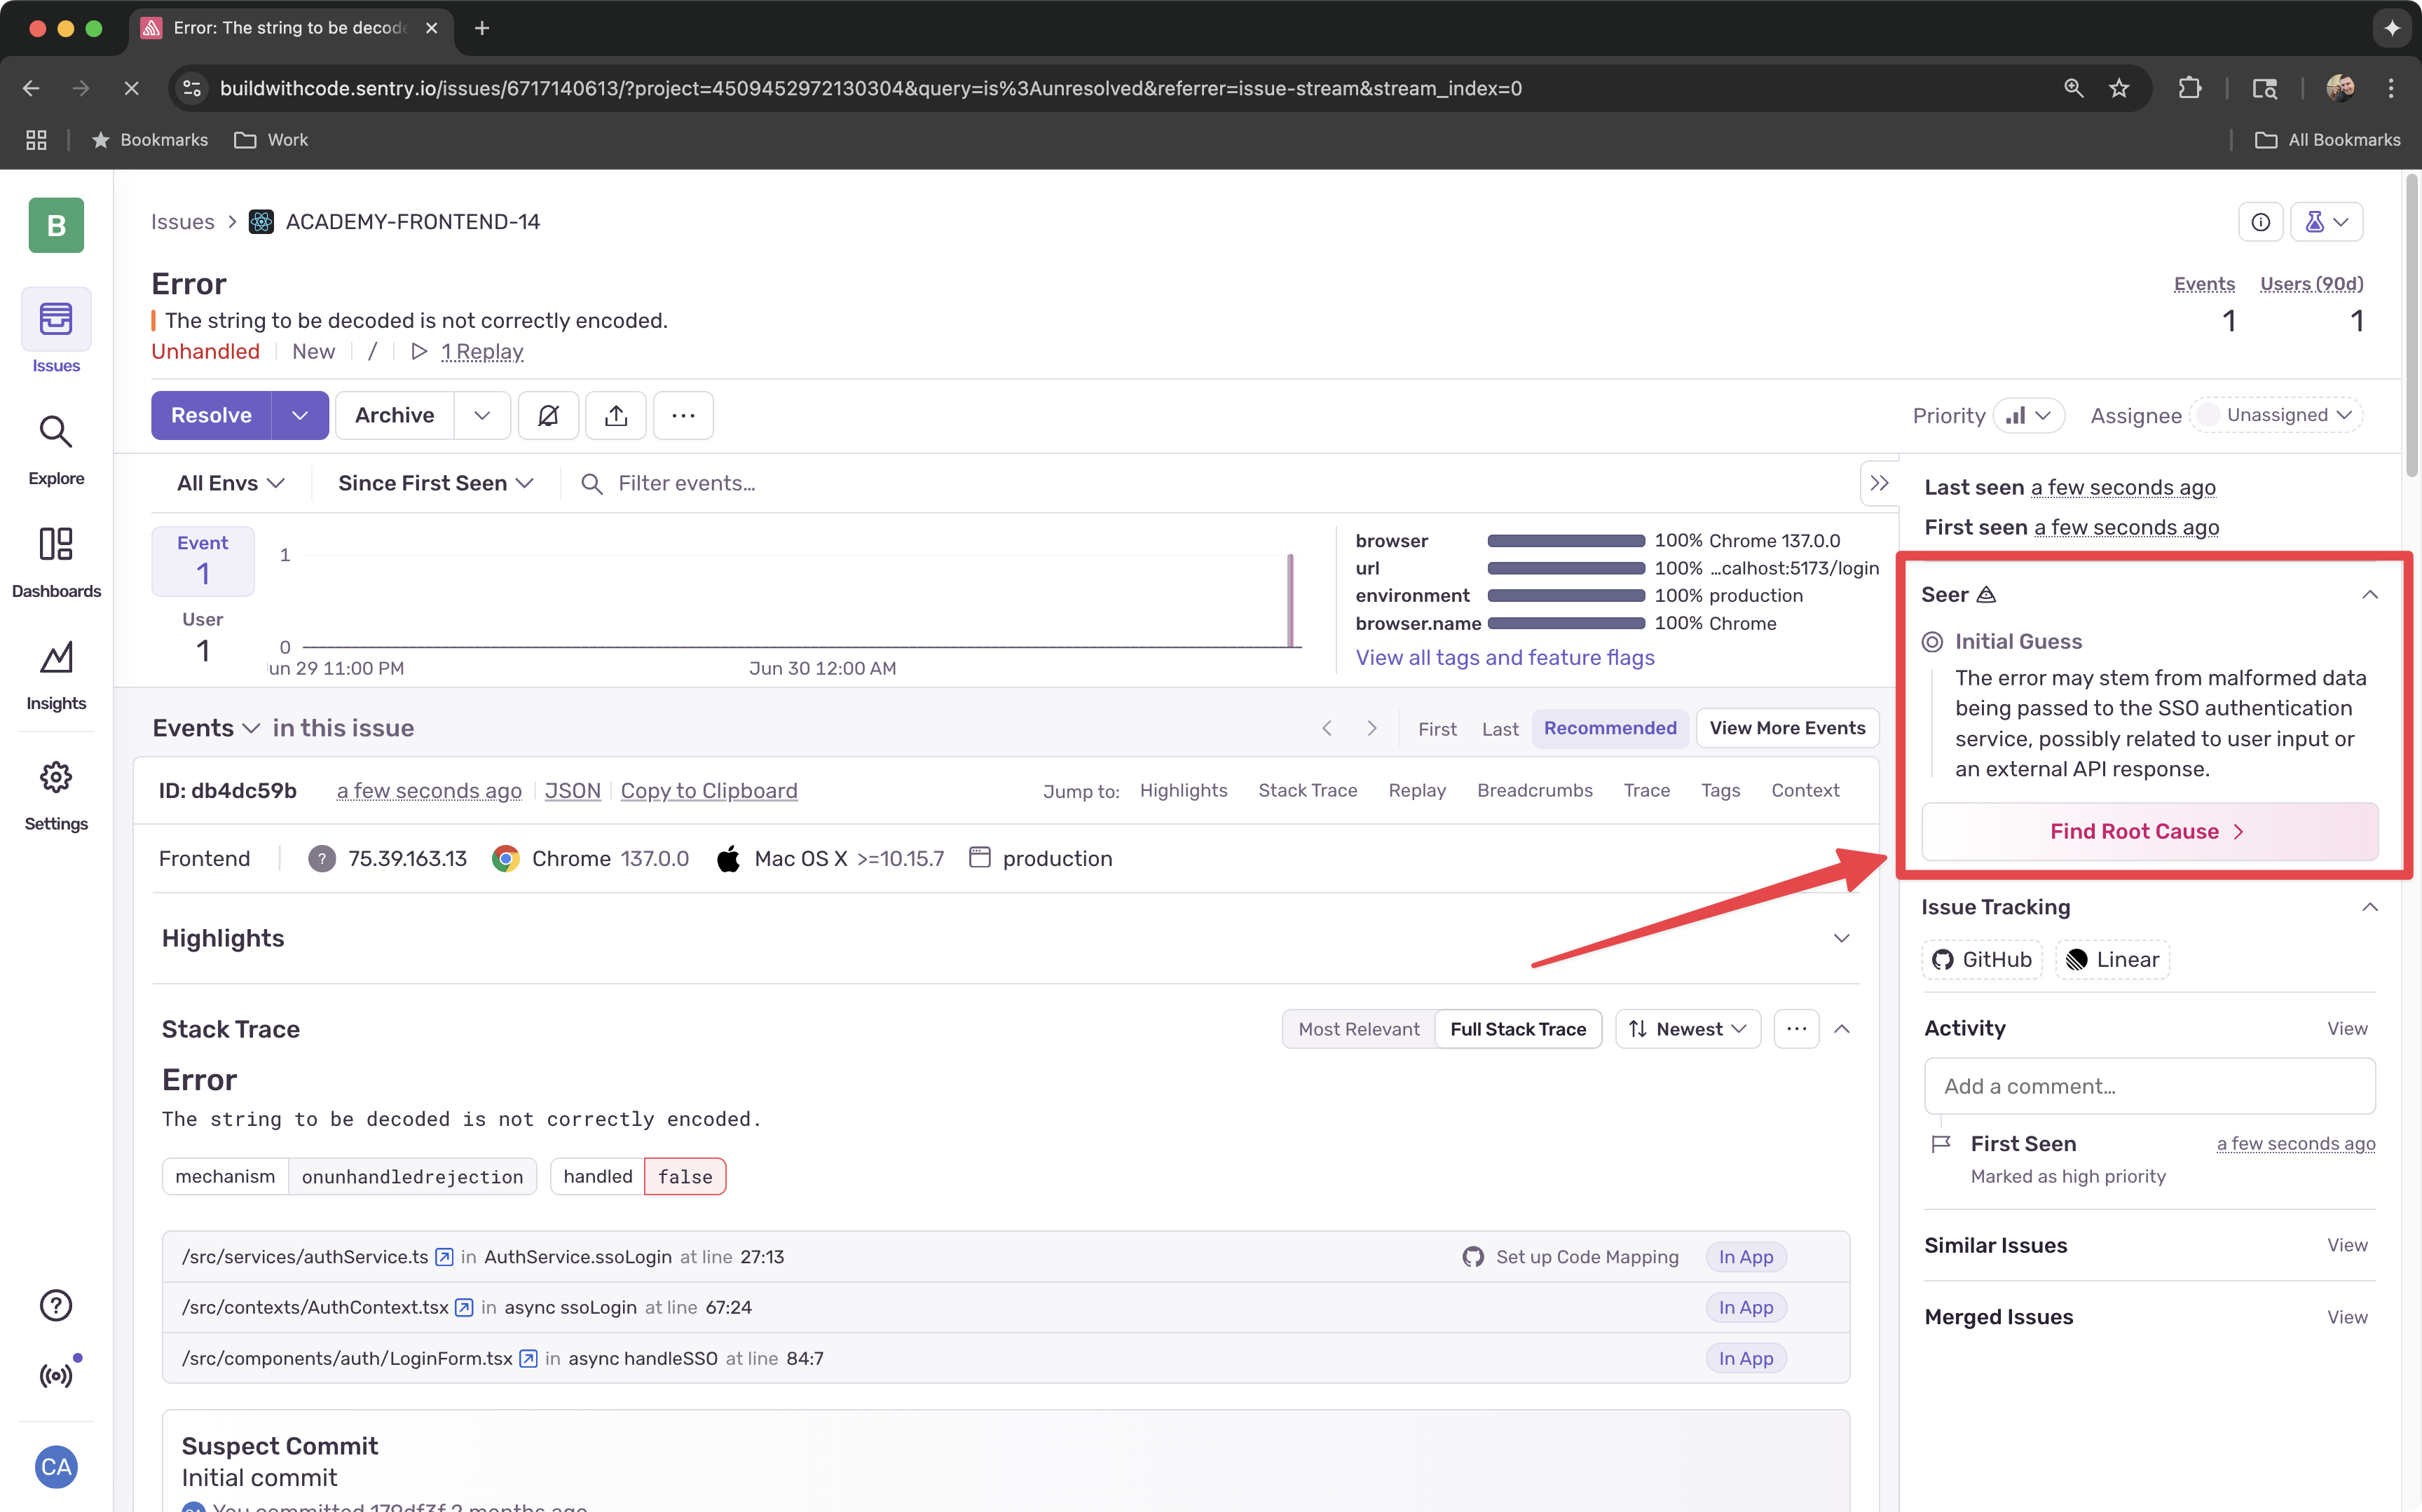 Error: The string to be decode
buildwithcode.sentry.io/issues/6717140613/?project=4509452972130304&query=is%3Aunresolved&referrer=issue-stream&stream_index=0
Bookmarks
Work
All Bookmarks
B
Issues
Explore
Dashboards
Insights
Settings
CA
Issues > ACADEMY-FRONTEND-14
Error
The string to be decoded is not correctly encoded.
Unhandled New / 1 Replay
Events Users (90d)
1 1
Resolve Archive ...
Priority Assignee Unassigned
All Envs Since First Seen Filter events…
Event
1
User
1
1
0
un 29 11:00 PM Jun 30 12:00 AM
browser 100% Chrome 137.0.0
url 100% …calhost:5173/login
environment 100% production
browser.name 100% Chrome
View all tags and feature flags
Events in this issue
First Last Recommended View More Events
ID: db4dc59b a few seconds ago JSON Copy to Clipboard
Jump to: Highlights Stack Trace Replay Breadcrumbs Trace Tags Context
Frontend ? 75.39.163.13 Chrome 137.0.0 Mac OS X >=10.15.7 production
Highlights
Stack Trace
Most Relevant Full Stack Trace Newest ...
Error
The string to be decoded is not correctly encoded.
mechanism onunhandledrejection handled false
/src/services/authService.ts in AuthService.ssoLogin at line 27:13 Set up Code Mapping In App
/src/contexts/AuthContext.tsx in async ssoLogin at line 67:24 In App
/src/components/auth/LoginForm.tsx in async handleSSO at line 84:7 In App
Suspect Commit
Initial commit
You committed 179df3f 2 months ago
Last seen a few seconds ago
First seen a few seconds ago
Seer
Initial Guess
The error may stem from malformed data
being passed to the SSO authentication
service, possibly related to user input or
an external API response.
Find Root Cause >
Issue Tracking
GitHub Linear
Activity View
Add a comment…
First Seen a few seconds ago
Marked as high priority
Similar Issues View
Merged Issues View